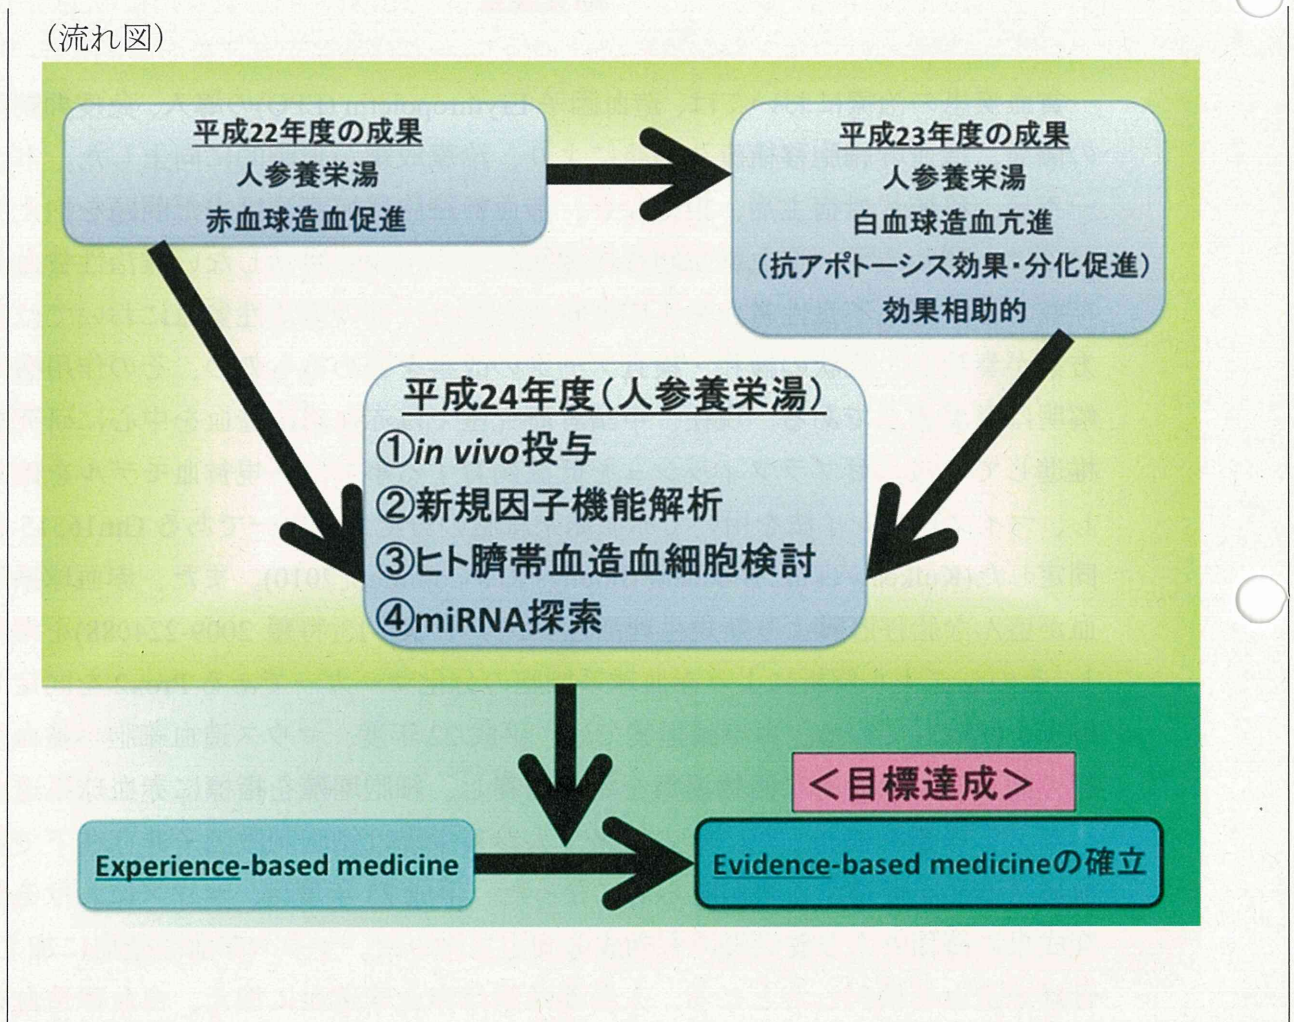 （流れ図）
平成22年度の成果
人参養栄湯
赤血球造血促進
平成23年度の成果
人参養栄湯
白血球造血亢進
（抗アポトーシス効果・分化促進）
効果相助的
平成24年度（人参養栄湯）
①in vivo投与
②新規因子機能解析
③ヒト臍帯血造血細胞検討
④miRNA探索
＜目標達成＞
Experience-based medicine
Evidence-based medicineの確立